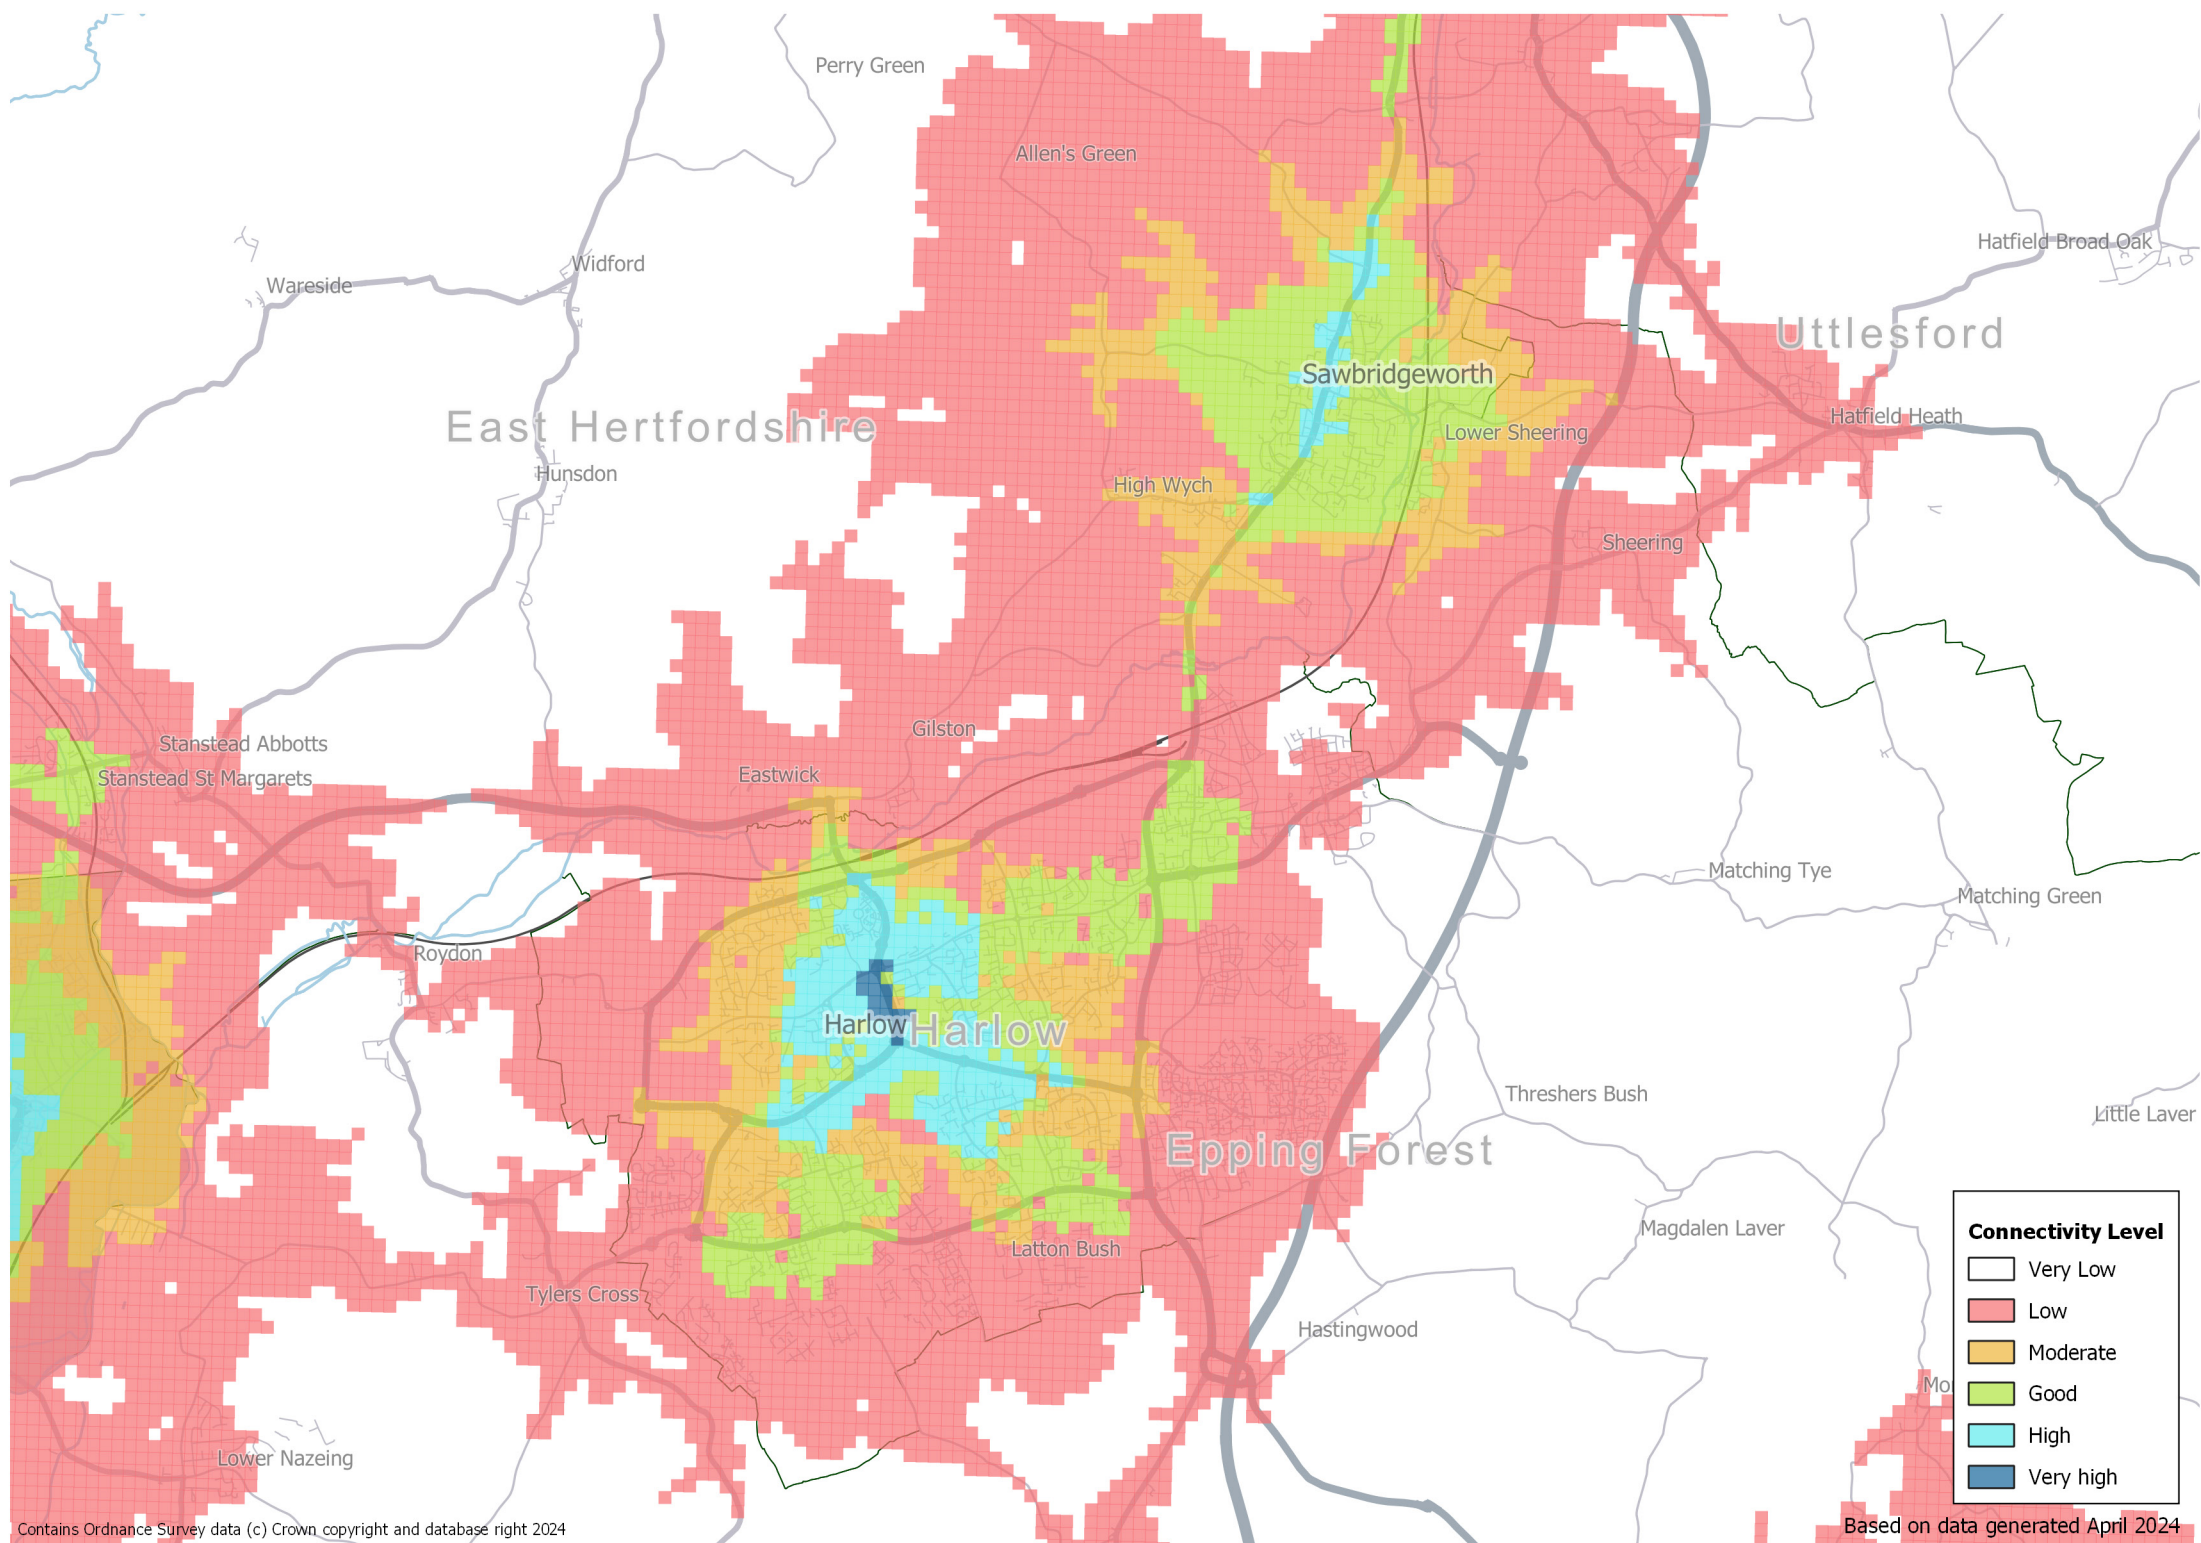 Perry Green
Allen's Green
Hatfield Broad Oak
Widford
Wareside
Uttlesford
Sawbridgeworth
Hatfield Heath
East Hertfordshire
Lower Sheering
Hunsdon
High Wych
Sheering
Gilston
Stanstead Abbotts
Eastwick
Stanstead St Margarets
Matching Tye
Matching Green
Roydon
Harlow
Harlow
Threshers Bush
Little Laver
Epping Forest
Magdalen Laver
Latton Bush
Tylers Cross
Hastingwood
Lower Nazeing
Connectivity Level
Very Low
Low
Moderate
Good
High
Very high
Contains Ordnance Survey data (c) Crown copyright and database right 2024
Based on data generated April 2024